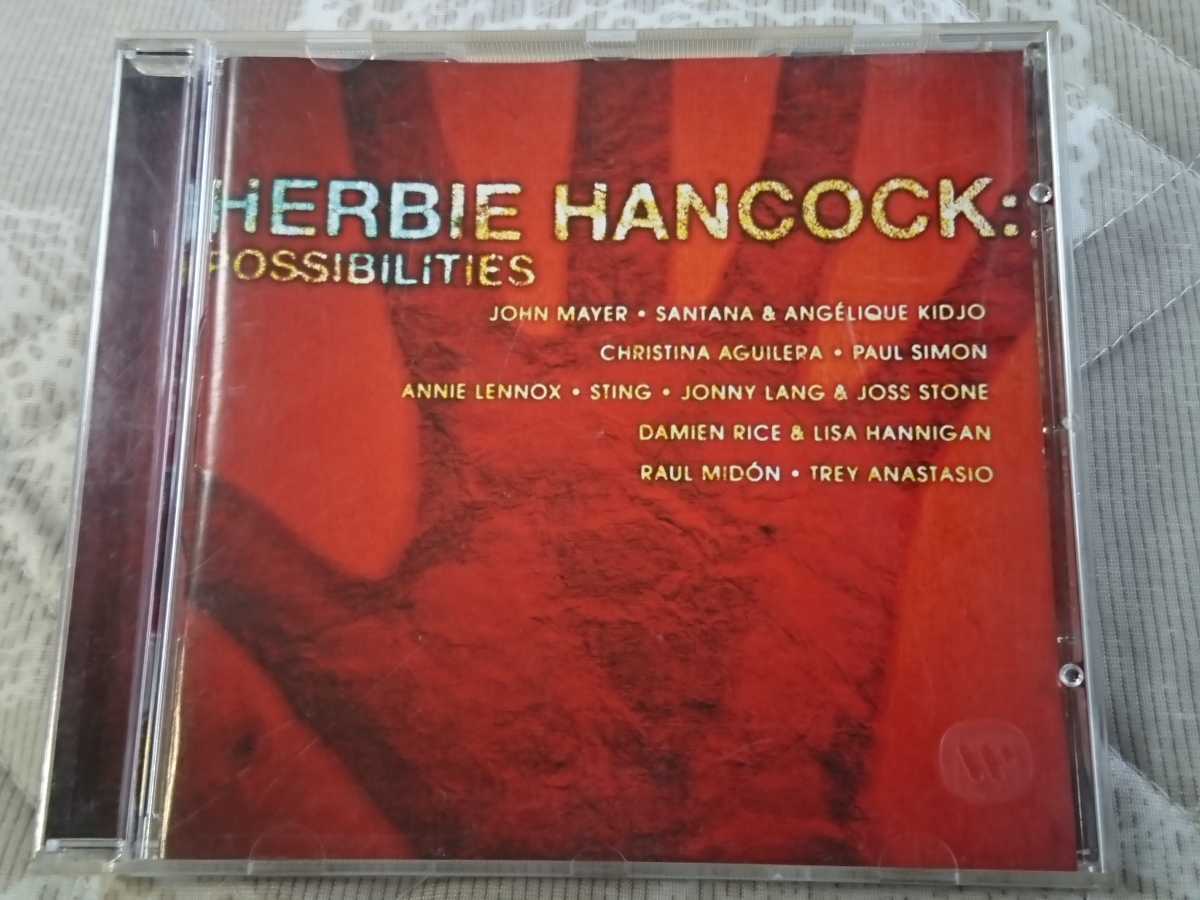 HERBIE HANCOCK:
POSSIBILITIES
JOHN MAYER • SANTANA & ANGÉLIQUE KIDJO
CHRISTINA AGUILERA • PAUL SIMON
ANNIE LENNOX • STING • JONNY LANG & JOSS STONE
DAMIEN RICE & LISA HANNIGAN
RAUL MIDÓN • TREY ANASTASIO